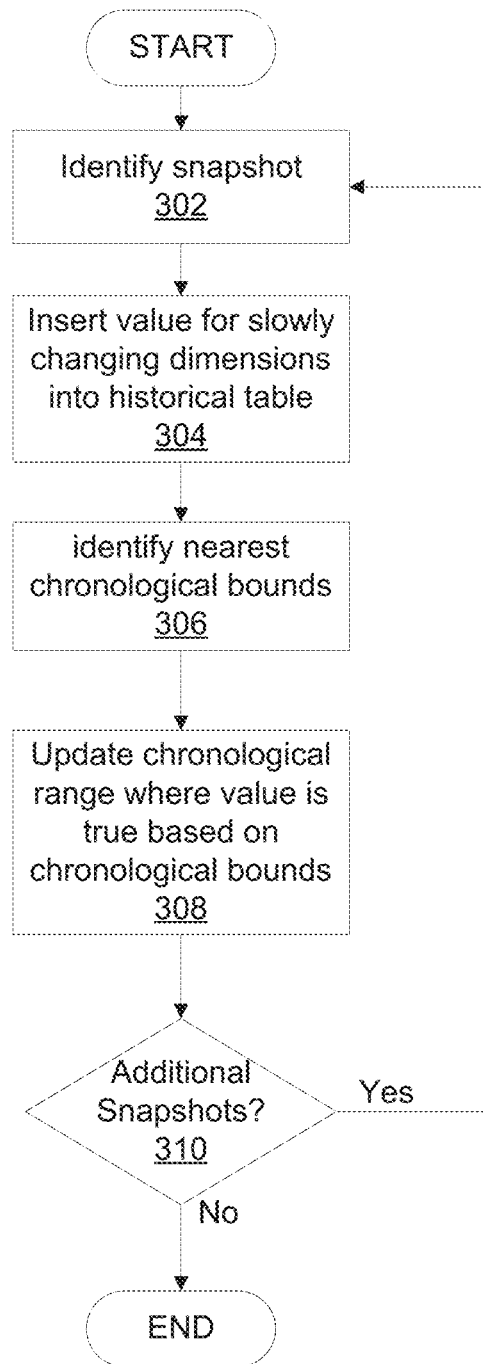 START
Identify snapshot
302
Insert value for slowly
changing dimensions
into historical table
304
identify nearest
chronological bounds
306
Update chronological
range where value is
true based on
chronological bounds
308
Additional
Snapshots?
310
Yes
No
END